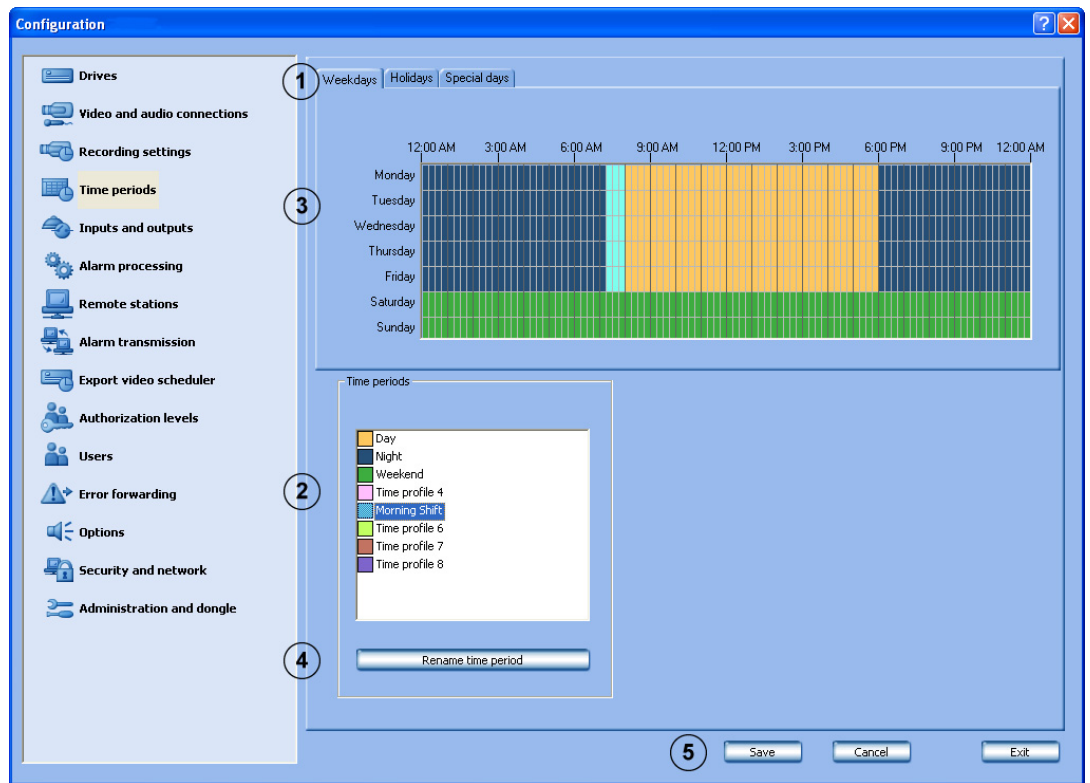 Configuration
Drives
Video and audio connections
Recording settings
Time periods
Inputs and outputs
Alarm processing
Remote stations
Alarm transmission
Export video scheduler
Authorization levels
Users
Error forwarding
Options
Security and network
Administration and dongle
1
Weekdays Holidays Special days
12:00 AM 3:00 AM 6:00 AM 9:00 AM 12:00 PM 3:00 PM 6:00 PM 9:00 PM 12:00 AM
3
Monday
Tuesday
Wednesday
Thursday
Friday
Saturday
Sunday
Time periods
2
Day
Night
Weekend
Time profile 4
Morning Shift
Time profile 6
Time profile 7
Time profile 8
4
Rename time period
5
Save Cancel Exit